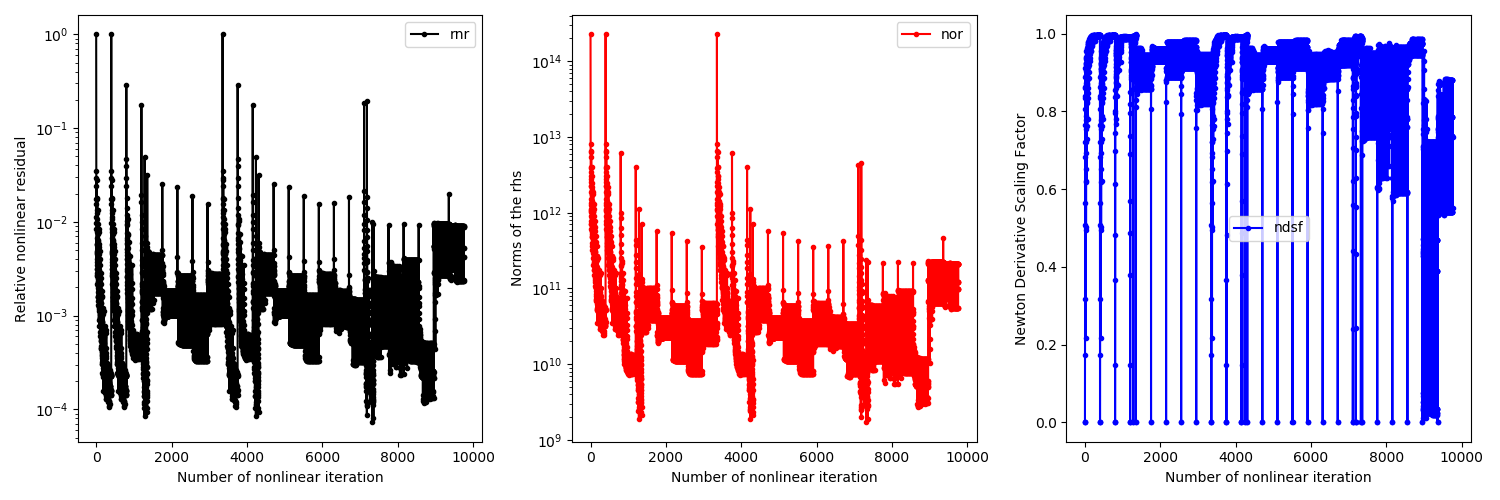 Relative nonlinear residual
10⁰
10⁻¹
10⁻²
10⁻³
10⁻⁴
0 2000 4000 6000 8000 10000
Number of nonlinear iteration
rnr
Norms of the rhs
10¹⁴
10¹³
10¹²
10¹¹
10¹⁰
10⁹
0 2000 4000 6000 8000 10000
Number of nonlinear iteration
nor
Newton Derivative Scaling Factor
1.0
0.8
0.6
0.4
0.2
0.0
0 2000 4000 6000 8000 10000
Number of nonlinear iteration
ndsf